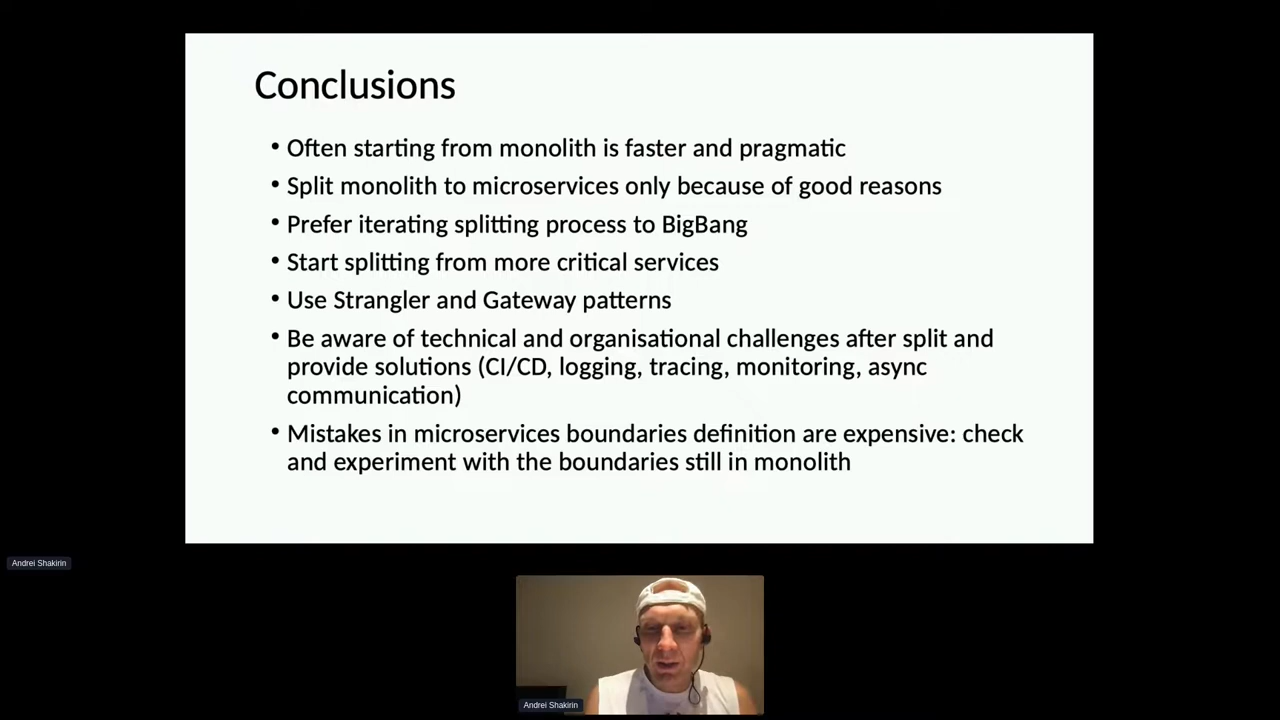 Conclusions
• Often starting from monolith is faster and pragmatic
• Split monolith to microservices only because of good reasons
• Prefer iterating splitting process to BigBang
• Start splitting from more critical services
• Use Strangler and Gateway patterns
• Be aware of technical and organisational challenges after split and
provide solutions (CI/CD, logging, tracing, monitoring, async
communication)
• Mistakes in microservices boundaries definition are expensive: check
and experiment with the boundaries still in monolith
Andrei Shakirin
Andrei Shakirin